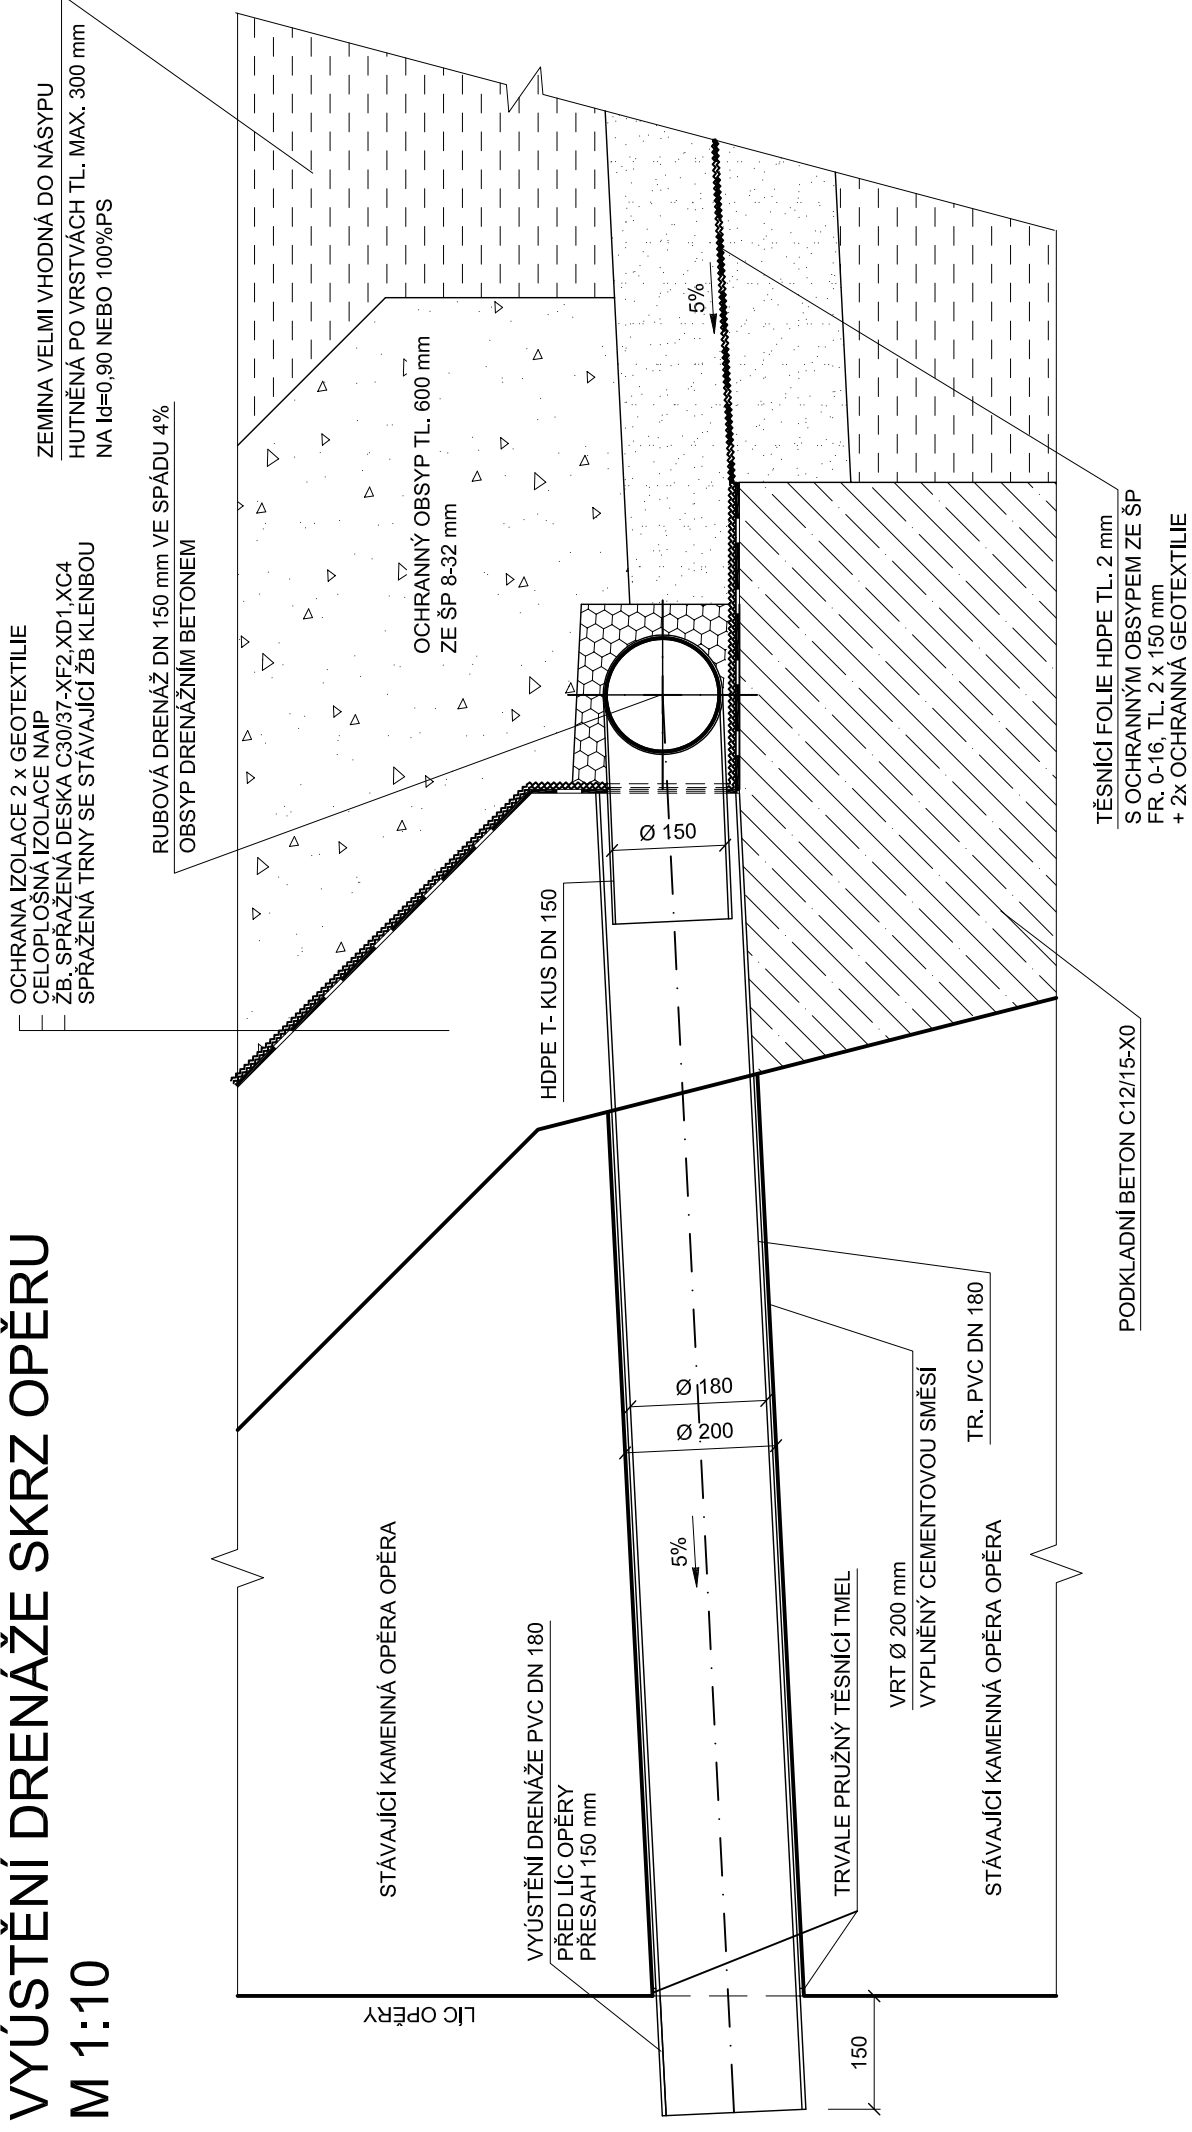 VYÚSTĚNÍ DRENÁŽE SKRZ OPĚRU
M 1:10
OCHRANA IZOLACE 2 x GEOTEXTILIE
CELOPLOŠNÁ IZOLACE NAIP
ŽB. SPŘAŽENÁ DESKA C30/37-XF2,XD1,XC4
SPŘAŽENÁ TRNY SE STÁVAJÍCÍ ŽB KLENBOU
ZEMINA VELMI VHODNÁ DO NÁSYPU
HUTNĚNÁ PO VRSTVÁCH TL. MAX. 300 mm
NA Id=0,90 NEBO 100%PS
RUBOVÁ DRENÁŽ DN 150 mm VE SPÁDU 4%
OBSYP DRENÁŽNÍM BETONEM
OCHRANNÝ OBSYP TL. 600 mm
ZE ŠP 8-32 mm
5%
LÍC OPĚRY
STÁVAJÍCÍ KAMENNÁ OPĚRA OPĚRA
VYÚSTĚNÍ DRENÁŽE PVC DN 180
PŘED LÍC OPĚRY
PŘESAH 150 mm
HDPE T- KUS DN 150
Ø 150
Ø 180
Ø 200
5%
150
TRVALE PRUŽNÝ TĚSNÍCÍ TMEL
VRT Ø 200 mm
VYPLNĚNÝ CEMENTOVOU SMĚSÍ
TR. PVC DN 180
STÁVAJÍCÍ KAMENNÁ OPĚRA OPĚRA
PODKLADNÍ BETON C12/15-X0
TĚSNÍCÍ FOLIE HDPE TL. 2 mm
S OCHRANNÝM OBSYPEM ZE ŠP
FR. 0-16, TL. 2 x 150 mm
+ 2x OCHRANNÁ GEOTEXTILIE